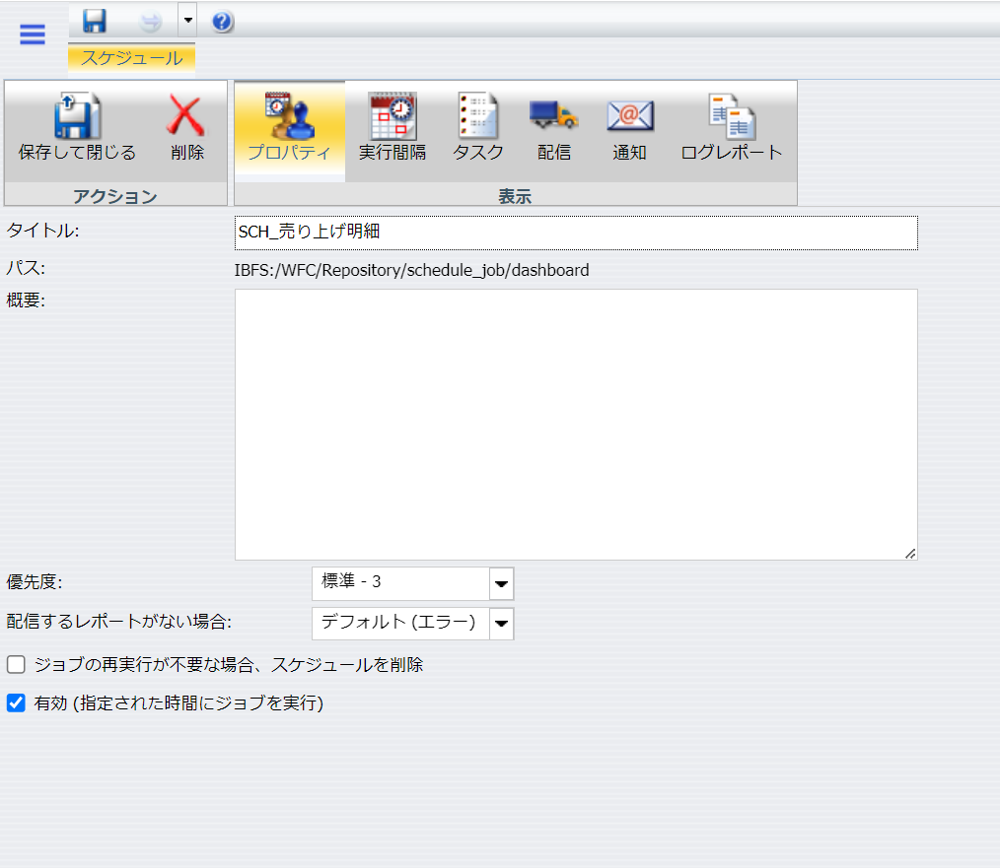 スケジュール
保存して閉じる 削除 プロパティ 実行間隔 タスク 配信 通知 ログレポート
アクション 表示
タイトル: SCH_売り上げ明細
パス: IBFS:/WFC/Repository/schedule_job/dashboard
概要:
優先度: 標準 - 3
配信するレポートがない場合: デフォルト (エラー)
ジョブの再実行が不要な場合、スケジュールを削除
有効 (指定された時間にジョブを実行)